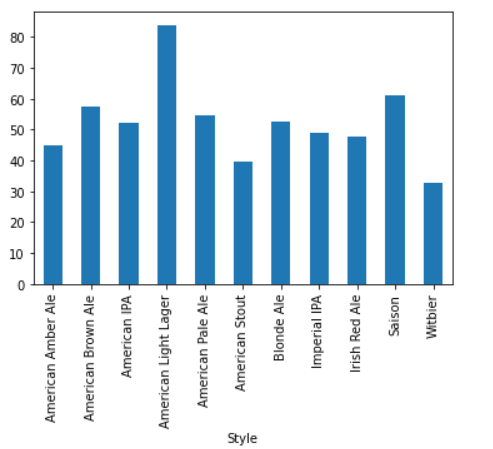 80
70
60
50
40
30
20
10
0
American Amber Ale
American Brown Ale
American IPA
American Light Lager
American Pale Ale
American Stout
Blonde Ale
Imperial IPA
Irish Red Ale
Saison
Witbier
Style